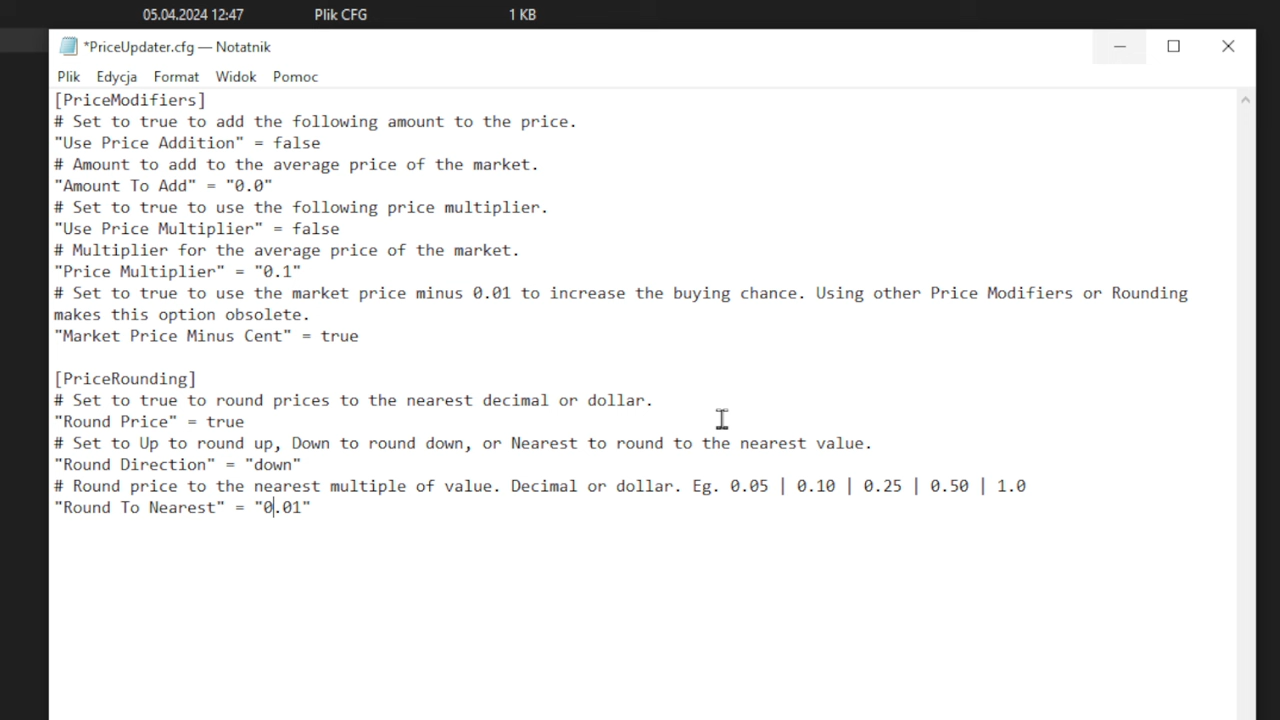 05.04.2024 12:47 Plik CFG 1 KB
*PriceUpdater.cfg — Notatnik
Plik Edycja Format Widok Pomoc
[PriceModifiers]
# Set to true to add the following amount to the price.
"Use Price Addition" = false
# Amount to add to the average price of the market.
"Amount To Add" = "0.0"
# Set to true to use the following price multiplier.
"Use Price Multiplier" = false
# Multiplier for the average price of the market.
"Price Multiplier" = "0.1"
# Set to true to use the market price minus 0.01 to increase the buying chance. Using other Price Modifiers or Rounding
makes this option obsolete.
"Market Price Minus Cent" = true
[PriceRounding]
# Set to true to round prices to the nearest decimal or dollar.
"Round Price" = true
# Set to Up to round up, Down to round down, or Nearest to round to the nearest value.
"Round Direction" = "down"
# Round price to the nearest multiple of value. Decimal or dollar. Eg. 0.05 | 0.10 | 0.25 | 0.50 | 1.0
"Round To Nearest" = "0.01"